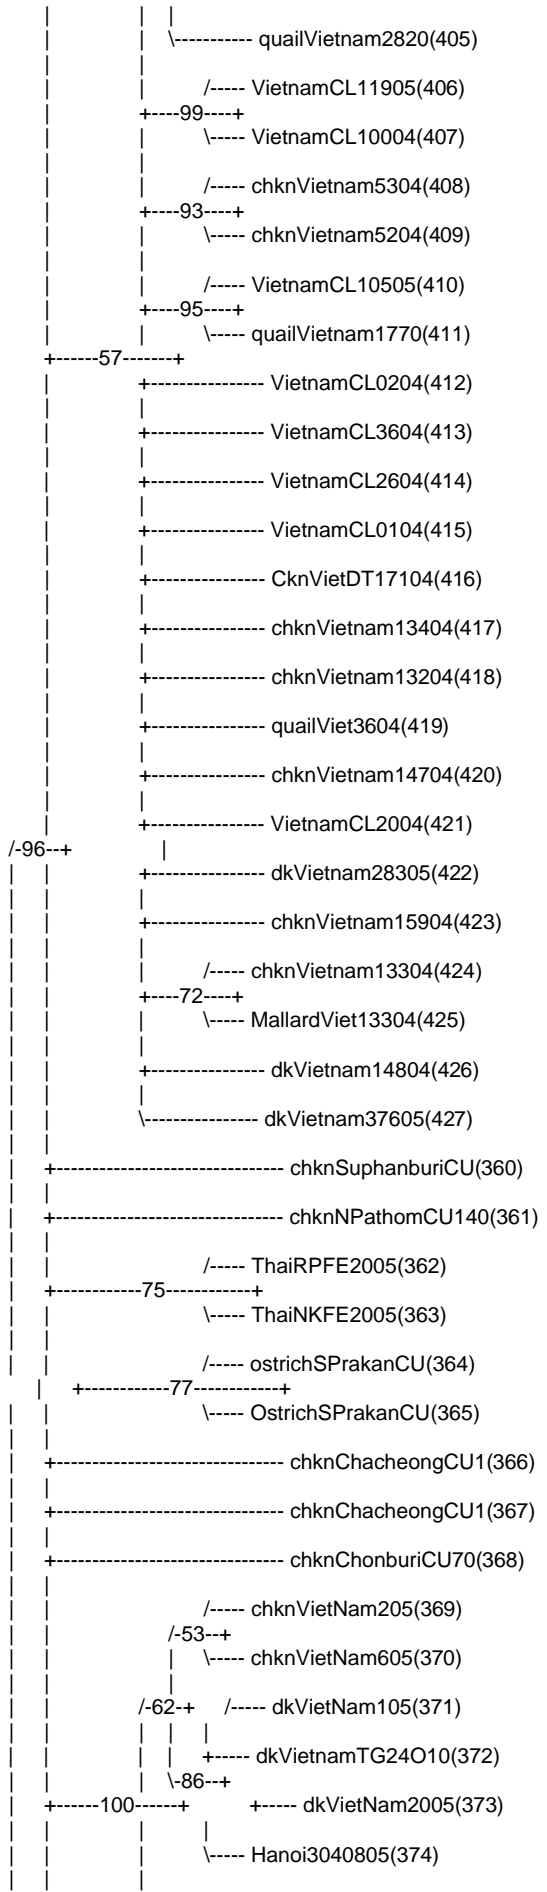 |            |   |   |
|            |   \----------- quailVietnam2820(405)
|            |
|            |       /----- VietnamCL11905(406)
|            +----99----+
|            |       \----- VietnamCL10004(407)
|            |
|            |       /----- chknVietnam5304(408)
|            +----93----+
|            |       \----- chknVietnam5204(409)
|            |
|            |       /----- VietnamCL10505(410)
|            +----95----+
|            |       \----- quailVietnam1770(411)
+------57-------+
|            +---------------- VietnamCL0204(412)
|            |
|            +---------------- VietnamCL3604(413)
|            |
|            +---------------- VietnamCL2604(414)
|            |
|            +---------------- VietnamCL0104(415)
|            |
|            +---------------- CknVietDT17104(416)
|            |
|            +---------------- chknVietnam13404(417)
|            |
|            +---------------- chknVietnam13204(418)
|            |
|            +---------------- quailViet3604(419)
|            |
|            +---------------- chknVietnam14704(420)
|            |
|            +---------------- VietnamCL2004(421)
/-96--+            |
|    |            +---------------- dkVietnam28305(422)
|    |            |
|    |            +---------------- chknVietnam15904(423)
|    |            |
|    |            |       /----- chknVietnam13304(424)
|    |            +----72----+
|    |            |       \----- MallardViet13304(425)
|    |            |
|    |            +---------------- dkVietnam14804(426)
|    |            |
|    |            \---------------- dkVietnam37605(427)
|    |
|    +-------------------------------- chknSuphanburiCU(360)
|    |
|    +-------------------------------- chknNPathomCU140(361)
|    |
|    |                    /----- ThaiRPFE2005(362)
|    +------------75------------+
|    |                    \----- ThaiNKFE2005(363)
|    |
|    |                    /----- ostrichSPrakanCU(364)
|    +------------77------------+
|    |                    \----- OstrichSPrakanCU(365)
|    |
|    +-------------------------------- chknChacheongCU1(366)
|    |
|    +-------------------------------- chknChacheongCU1(367)
|    |
|    +-------------------------------- chknChonburiCU70(368)
|    |
|    |                    /----- chknVietNam205(369)
|    |                /-53--+
|    |                |    \----- chknVietNam605(370)
|    |                |
|    |            /-62-+    /----- dkVietNam105(371)
|    |            |   |    |
|    |            |   |    +----- dkVietnamTG24O10(372)
|    |            |   \-86--+
|    +------100------+        +----- dkVietNam2005(373)
|    |            |        |
|    |            |        \----- Hanoi3040805(374)
|    |            |